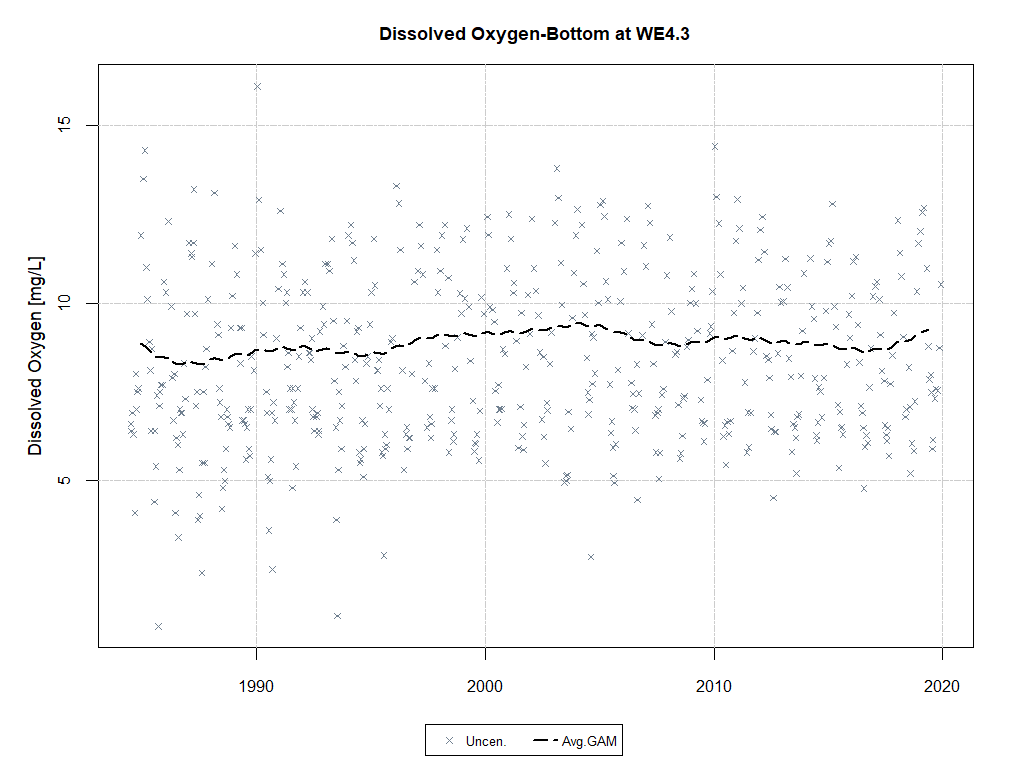 Dissolved Oxygen-Bottom at WE4.3
Dissolved Oxygen [mg/L]
15
10
5
1990 2000 2010 2020
Uncen. Avg.GAM